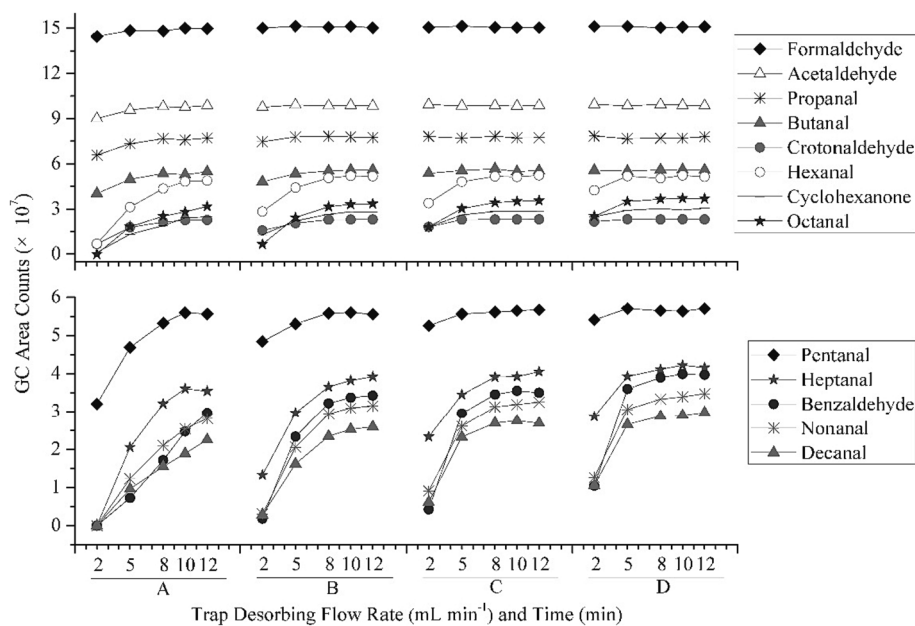 15
12
9
6
3
0
Formaldehyde
Acetaldehyde
Propanal
Butanal
Crotonaldehyde
Hexanal
Cyclohexanone
Octanal
GC Area Counts (× 10⁷)
6
5
4
3
2
1
0
Pentanal
Heptanal
Benzaldehyde
Nonanal
Decanal
2 5 8 10 12 2 5 8 10 12 2 5 8 10 12 2 5 8 10 12
A B C D
Trap Desorbing Flow Rate (mL min⁻¹) and Time (min)